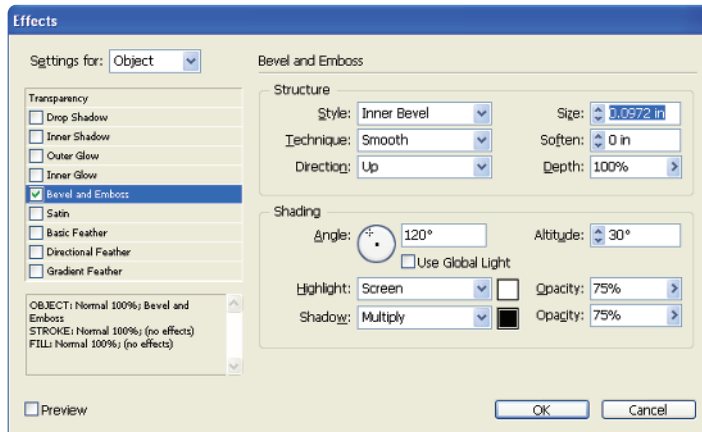 Effects
Settings for: Object
Transparency
Drop Shadow
Inner Shadow
Outer Glow
Inner Glow
Bevel and Emboss
Satin
Basic Feather
Directional Feather
Gradient Feather
OBJECT: Normal 100%; Bevel and
Emboss
STROKE: Normal 100%; (no effects)
FILL: Normal 100%; (no effects)
Preview
Bevel and Emboss
Structure
Style: Inner Bevel Size: 0.0972 in
Technique: Smooth Soften: 0 in
Direction: Up Depth: 100%
Shading
Angle: 120° Altitude: 30°
Use Global Light
Highlight: Screen Opacity: 75%
Shadow: Multiply Opacity: 75%
OK Cancel